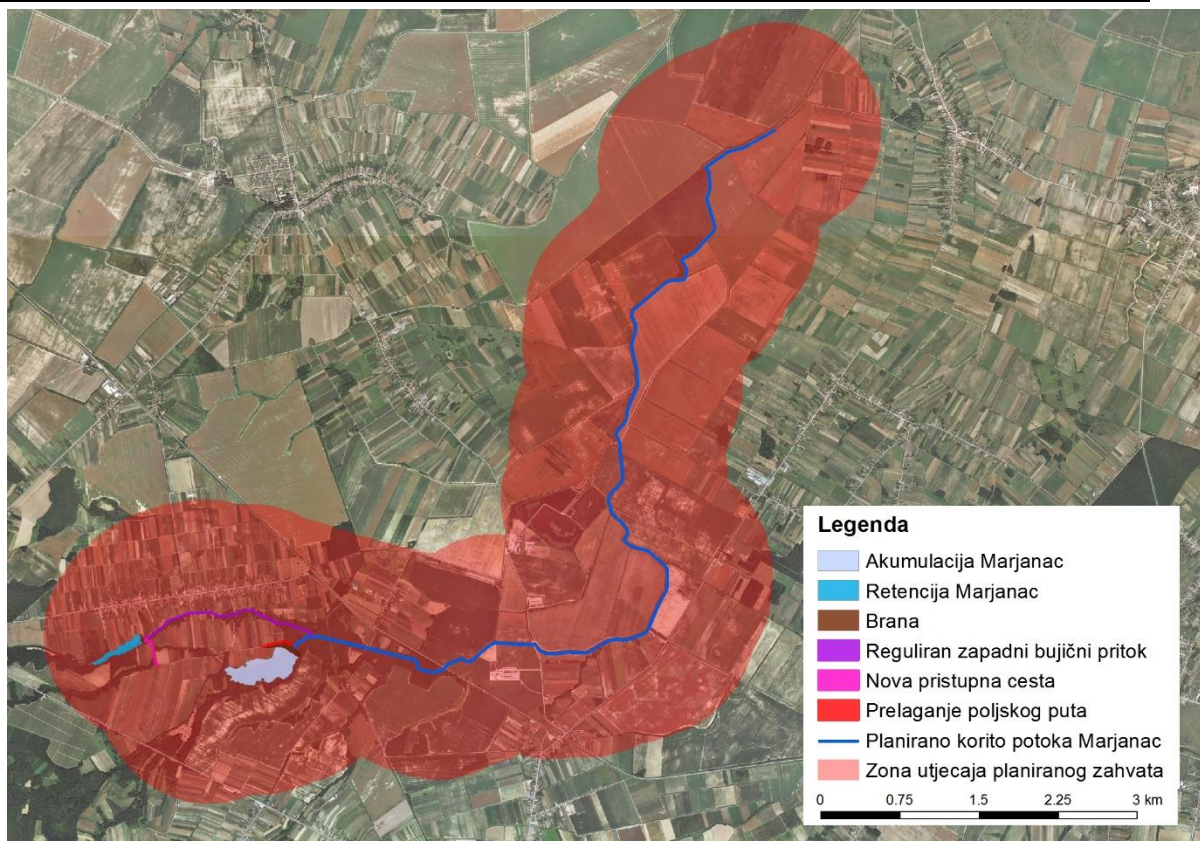 Legenda
Akumulacija Marjanac
Retencija Marjanac
Brana
Reguliran zapadni bujični pritok
Nova pristupna cesta
Prelaganje poljskog puta
Planirano korito potoka Marjanac
Zona utjecaja planiranog zahvata
0 0.75 1.5 2.25 3 km